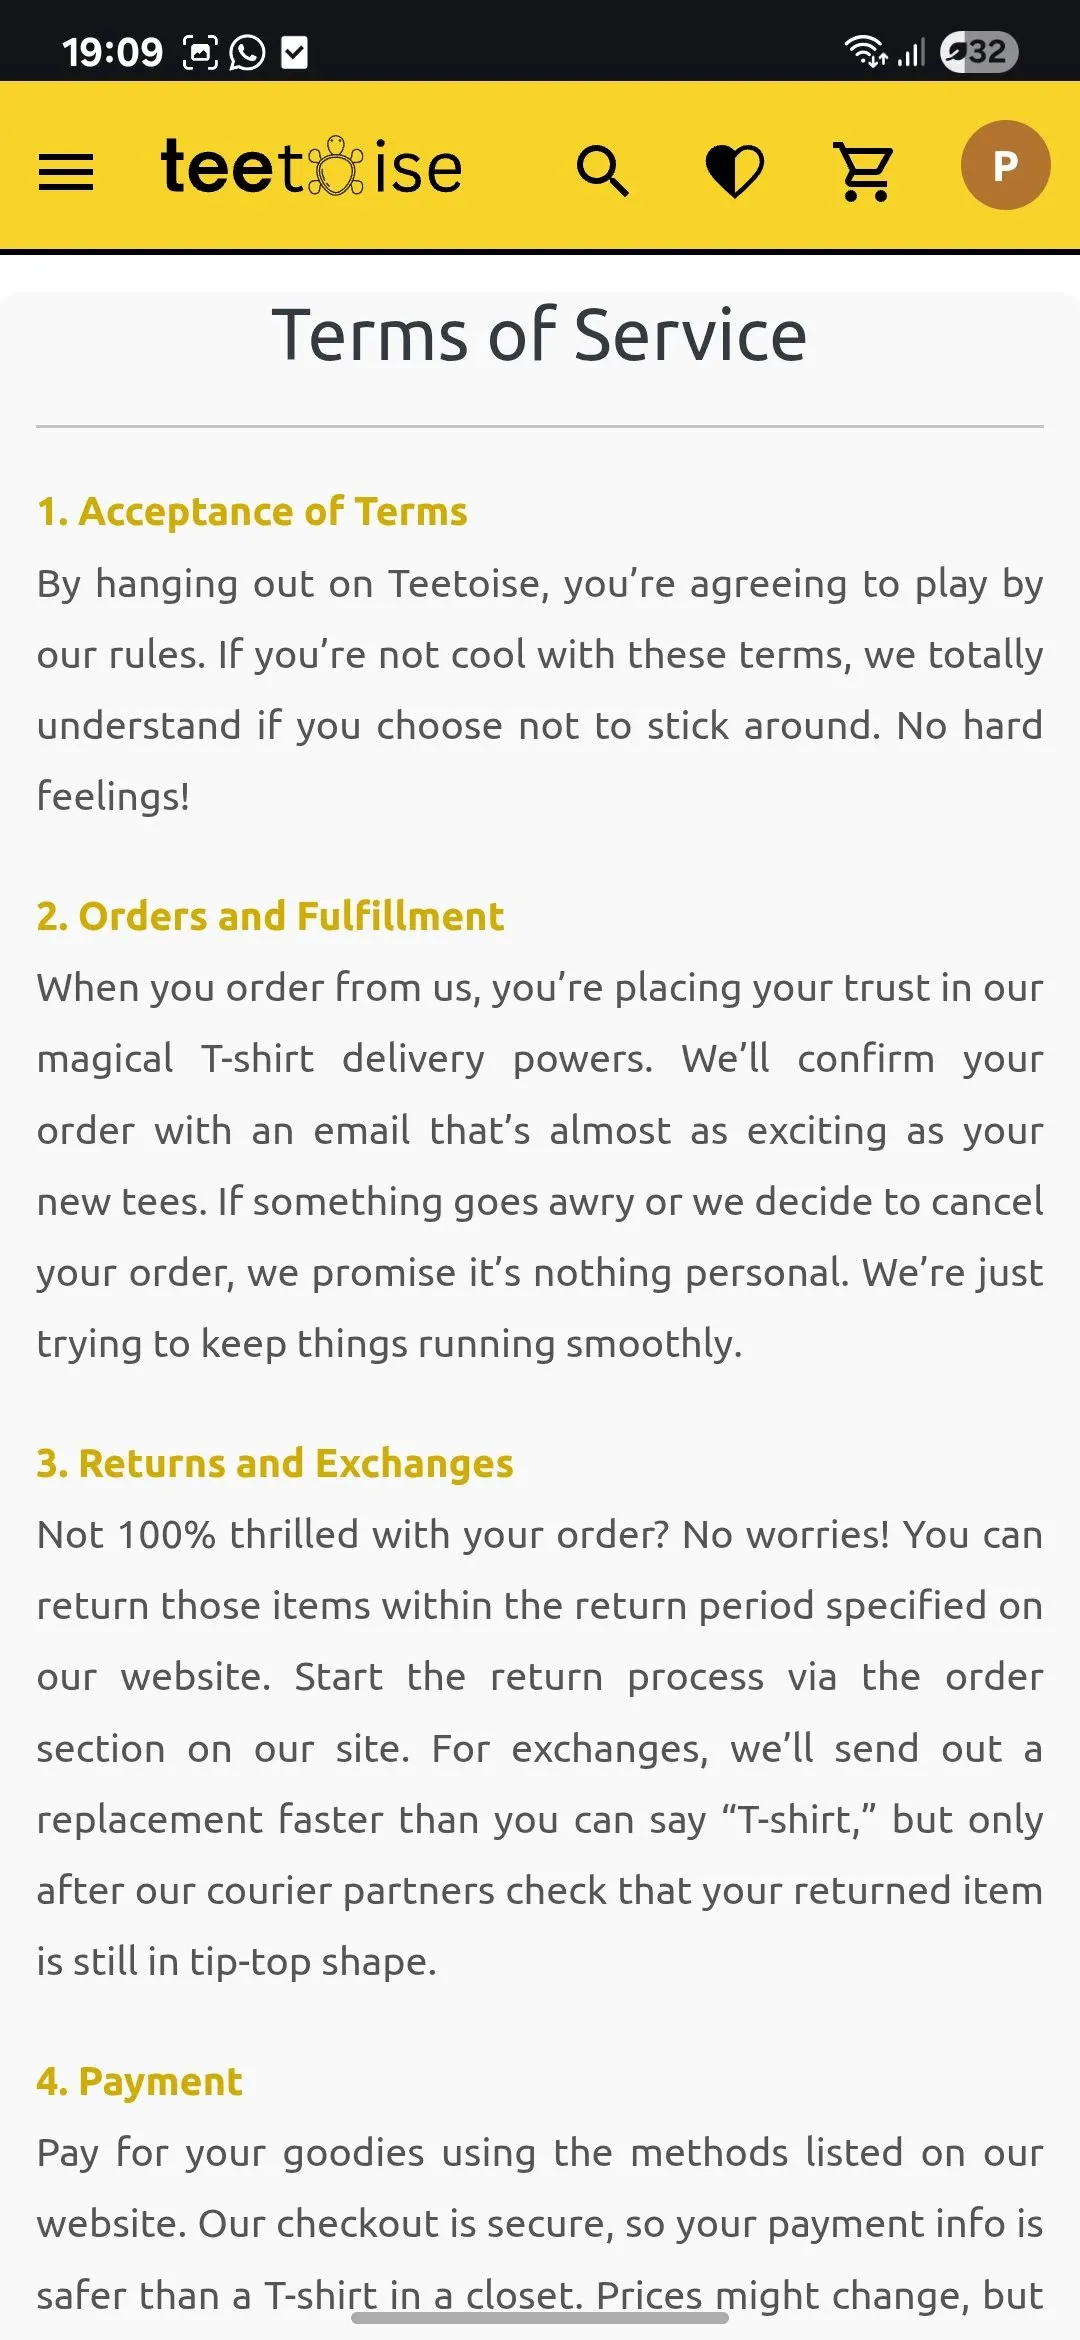 19:09
32
teetoise
P
Terms of Service
1. Acceptance of Terms
By hanging out on Teetoise, you’re agreeing to play by
our rules. If you’re not cool with these terms, we totally
understand if you choose not to stick around. No hard
feelings!
2. Orders and Fulfillment
When you order from us, you’re placing your trust in our
magical T-shirt delivery powers. We’ll confirm your
order with an email that’s almost as exciting as your
new tees. If something goes awry or we decide to cancel
your order, we promise it’s nothing personal. We’re just
trying to keep things running smoothly.
3. Returns and Exchanges
Not 100% thrilled with your order? No worries! You can
return those items within the return period specified on
our website. Start the return process via the order
section on our site. For exchanges, we’ll send out a
replacement faster than you can say “T-shirt,” but only
after our courier partners check that your returned item
is still in tip-top shape.
4. Payment
Pay for your goodies using the methods listed on our
website. Our checkout is secure, so your payment info is
safer than a T-shirt in a closet. Prices might change, but